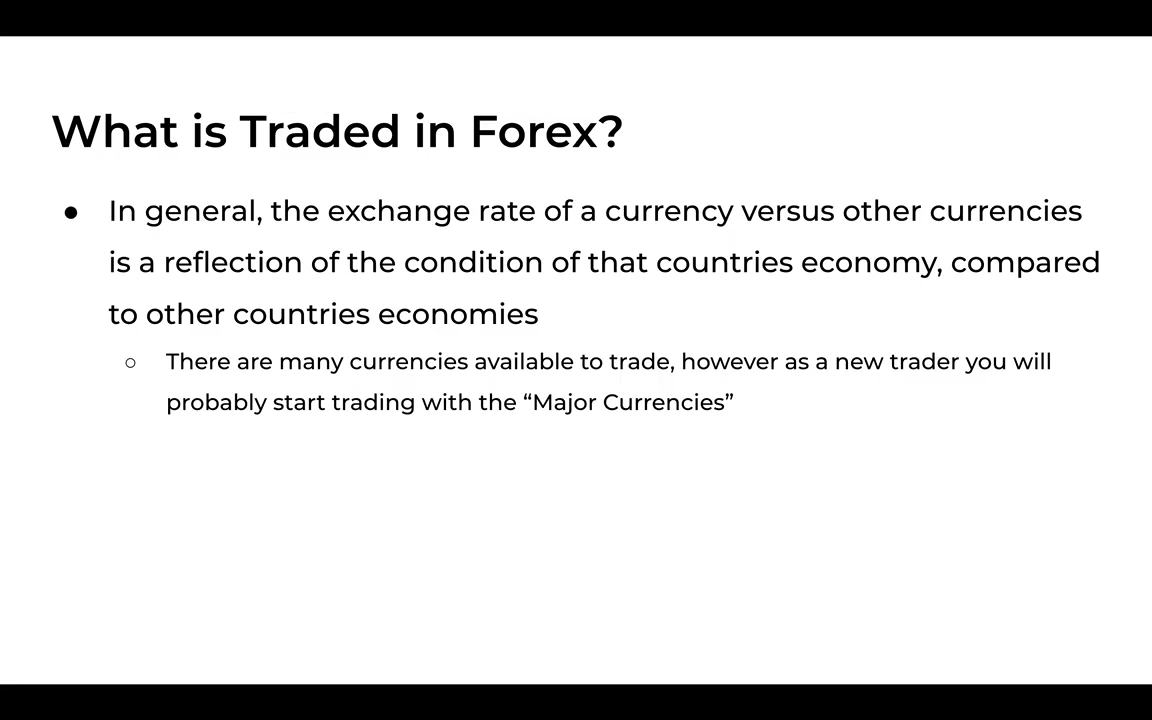 What is Traded in Forex?
● In general, the exchange rate of a currency versus other currencies
is a reflection of the condition of that countries economy, compared
to other countries economies
○ There are many currencies available to trade, however as a new trader you will
probably start trading with the “Major Currencies”